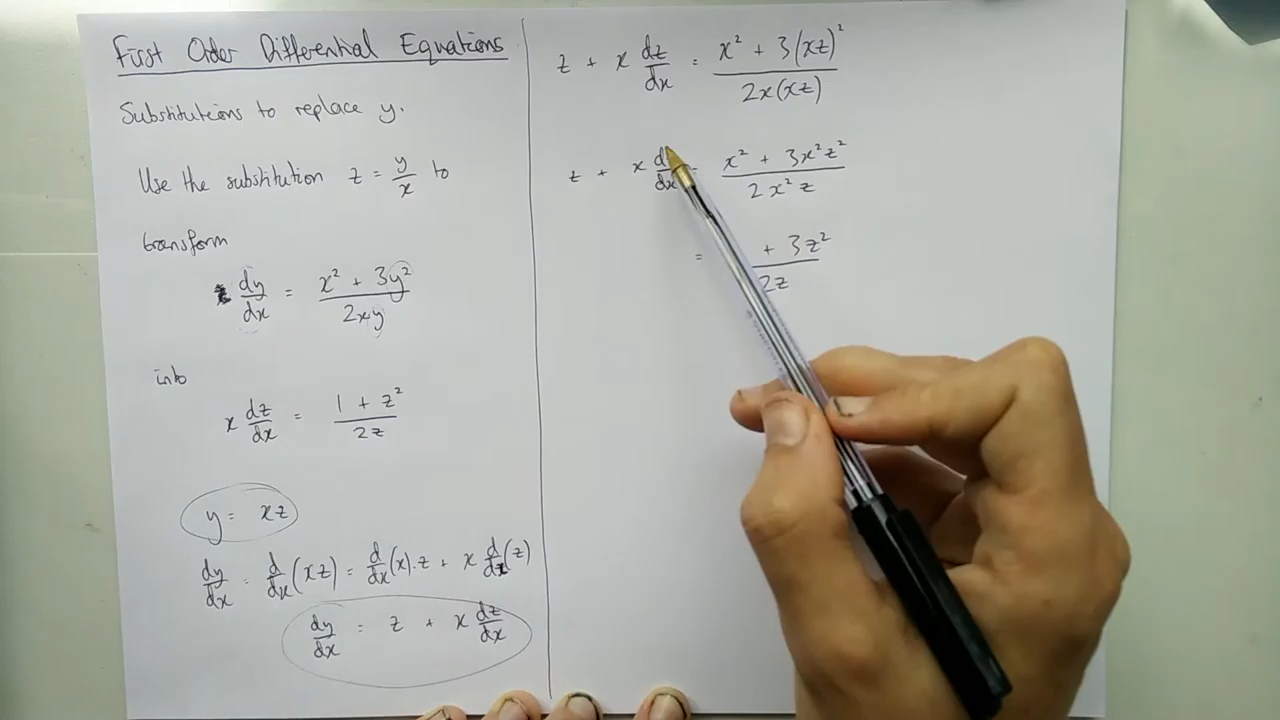 First Order Differential Equations
Substitutions to replace y.
Use the substitution z = y/x to
transform
dy/dx = (x² + 3y²)/(2xy)
into
x dz/dx = (1 + z²)/(2z)
y = xz
dy/dx = d/dx (xz) = d/dx (x).z + x d/dx (z)
dy/dx = z + x dz/dx
z + x dz/dx = (x² + 3(xz)²)/(2x(xz))
z + x d/dx = (x² + 3x²z²)/(2x²z)
= + 3z²/2z